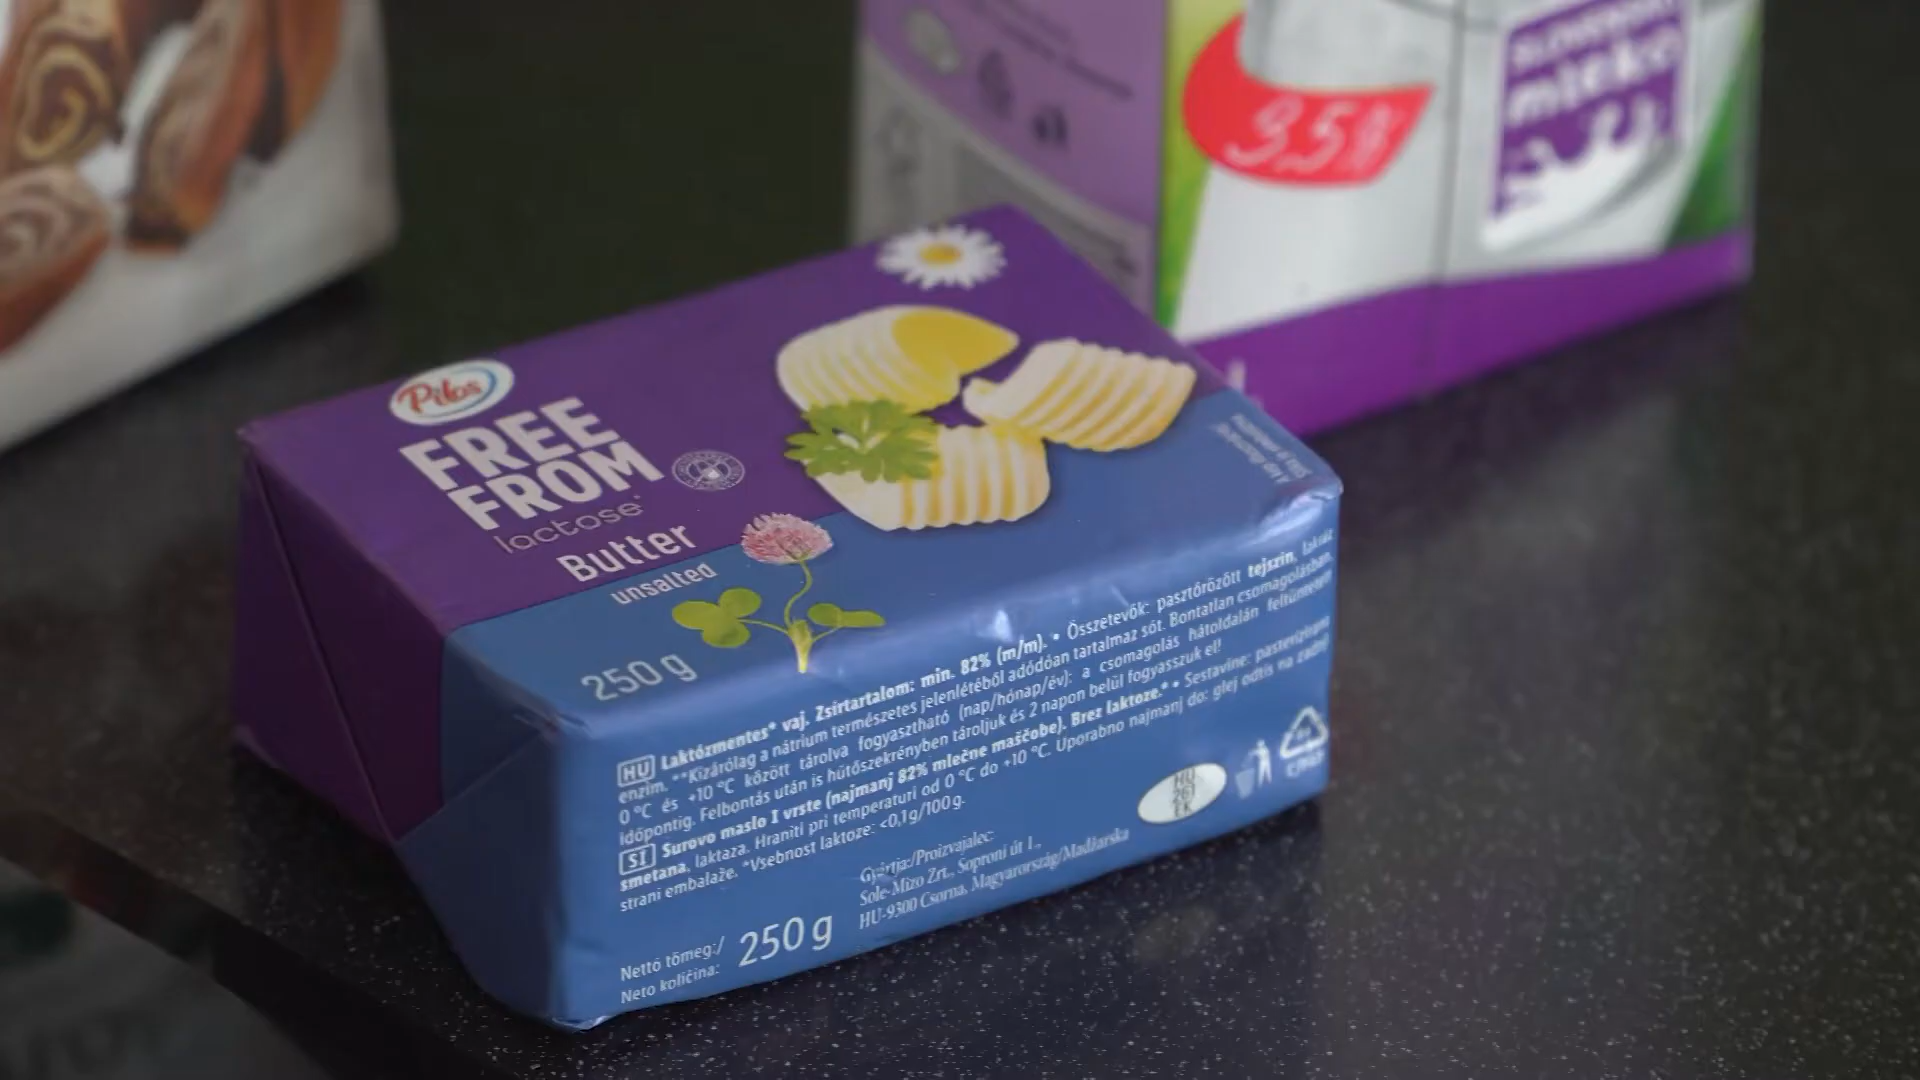 3,5%
mleko
Pilos
FREE
FROM
lactose*
Butter
unsalted
250 g
HU Laktózmentes* vaj. Zsírtartalom: min. 82% (m/m). • Összetevők: pasztőrözött tejszín, laktáz
enzim. **Kizárólag a nátrium természetes jelenlétéből adódóan tartalmaz sót. Bontatlan csomagolásban,
0 °C és +10 °C között tárolva fogyasztható (nap/hónap/év): a csomagolás hátoldalán feltüntetett
időpontig. Felbontás után is hűtőszekrényben tároljuk és 2 napon belül fogyasszuk el!
SI Surovo maslo I vrste (najmanj 82% mlečne maščobe). Brez laktoze.* • Sestavine: pasterizirana
smetana, laktaza. Hraniti pri temperaturi od 0 °C do +10 °C. Uporabno najmanj do: glej odtis na zadnji
strani embalaže. *Vsebnost laktoze: <0,1g/100 g.
Gyártja:/Proizvajalec:
Sole-Mizo Zrt., Soproni út 1.,
HU-9300 Csorna, Magyarország/Madžarska
HU
261
EK
Nettó tömeg:/
Neto količina:
250 g